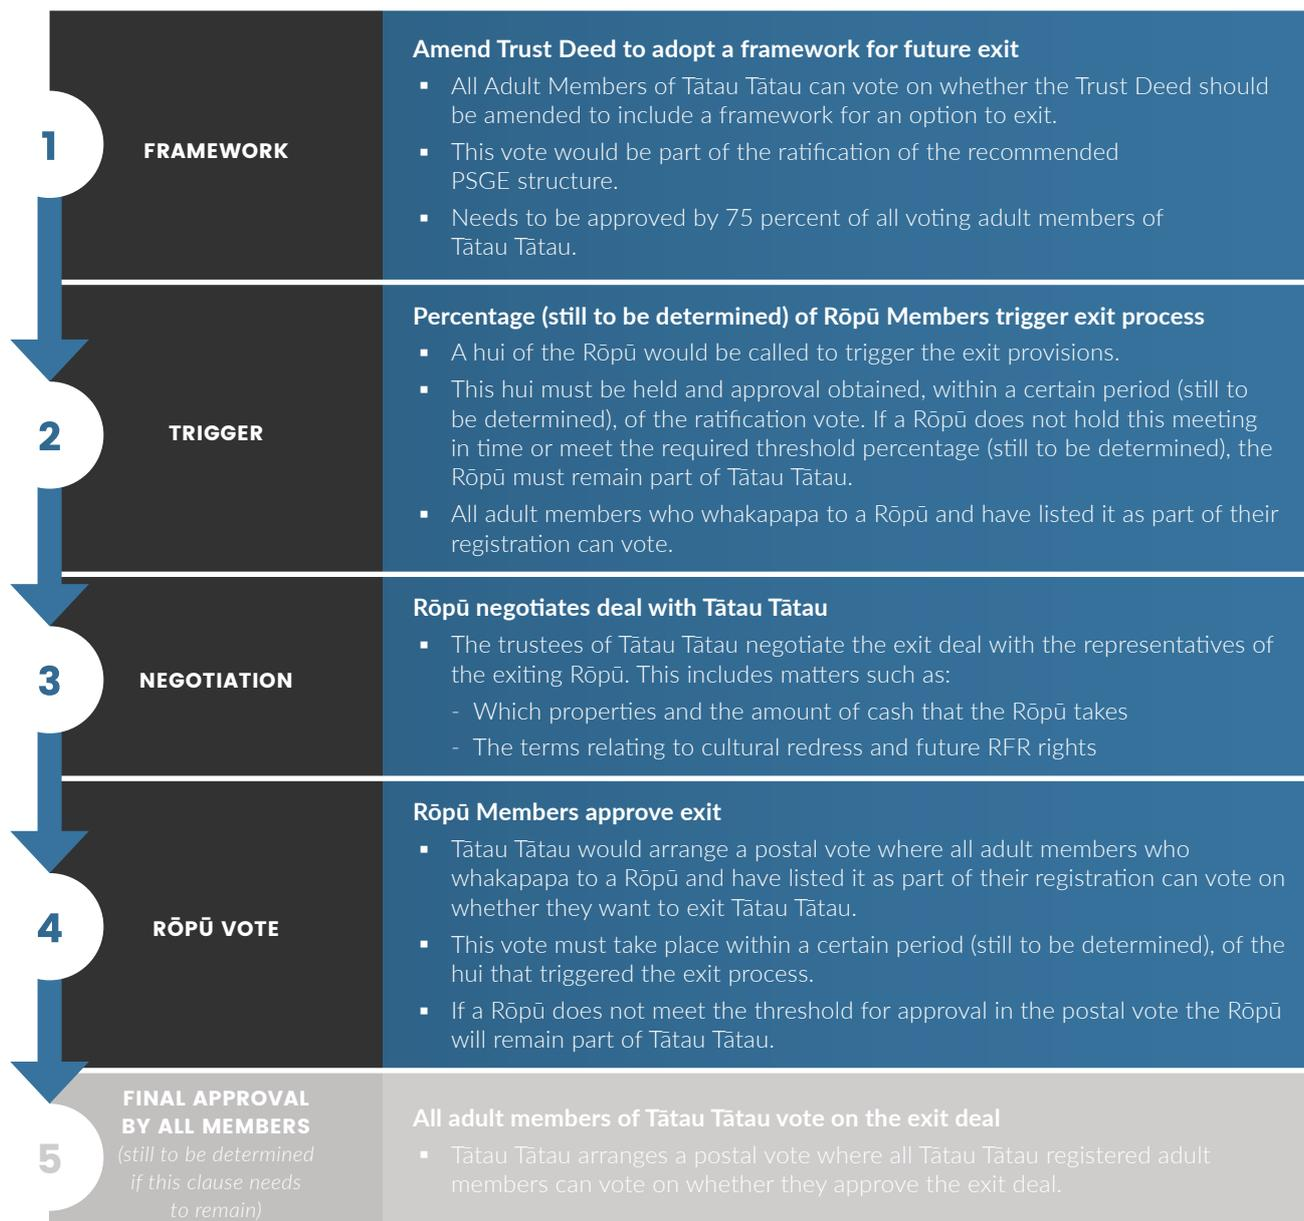 1
FRAMEWORK
Amend Trust Deed to adopt a framework for future exit
▪ All Adult Members of Tātau Tātau can vote on whether the Trust Deed should
be amended to include a framework for an option to exit.
▪ This vote would be part of the ratification of the recommended
PSGE structure.
▪ Needs to be approved by 75 percent of all voting adult members of
Tātau Tātau.
2
TRIGGER
Percentage (still to be determined) of Rōpū Members trigger exit process
▪ A hui of the Rōpū would be called to trigger the exit provisions.
▪ This hui must be held and approval obtained, within a certain period (still to
be determined), of the ratification vote. If a Rōpū does not hold this meeting
in time or meet the required threshold percentage (still to be determined), the
Rōpū must remain part of Tātau Tātau.
▪ All adult members who whakapapa to a Rōpū and have listed it as part of their
registration can vote.
3
NEGOTIATION
Rōpū negotiates deal with Tātau Tātau
▪ The trustees of Tātau Tātau negotiate the exit deal with the representatives of
the exiting Rōpū. This includes matters such as:
- Which properties and the amount of cash that the Rōpū takes
- The terms relating to cultural redress and future RFR rights
4
RŌPŪ VOTE
Rōpū Members approve exit
▪ Tātau Tātau would arrange a postal vote where all adult members who
whakapapa to a Rōpū and have listed it as part of their registration can vote on
whether they want to exit Tātau Tātau.
▪ This vote must take place within a certain period (still to be determined), of the
hui that triggered the exit process.
▪ If a Rōpū does not meet the threshold for approval in the postal vote the Rōpū
will remain part of Tātau Tātau.
5
FINAL APPROVAL
BY ALL MEMBERS
(still to be determined
if this clause needs
to remain)
All adult members of Tātau Tātau vote on the exit deal
▪ Tātau Tātau arranges a postal vote where all Tātau Tātau registered adult
members can vote on whether they approve the exit deal.